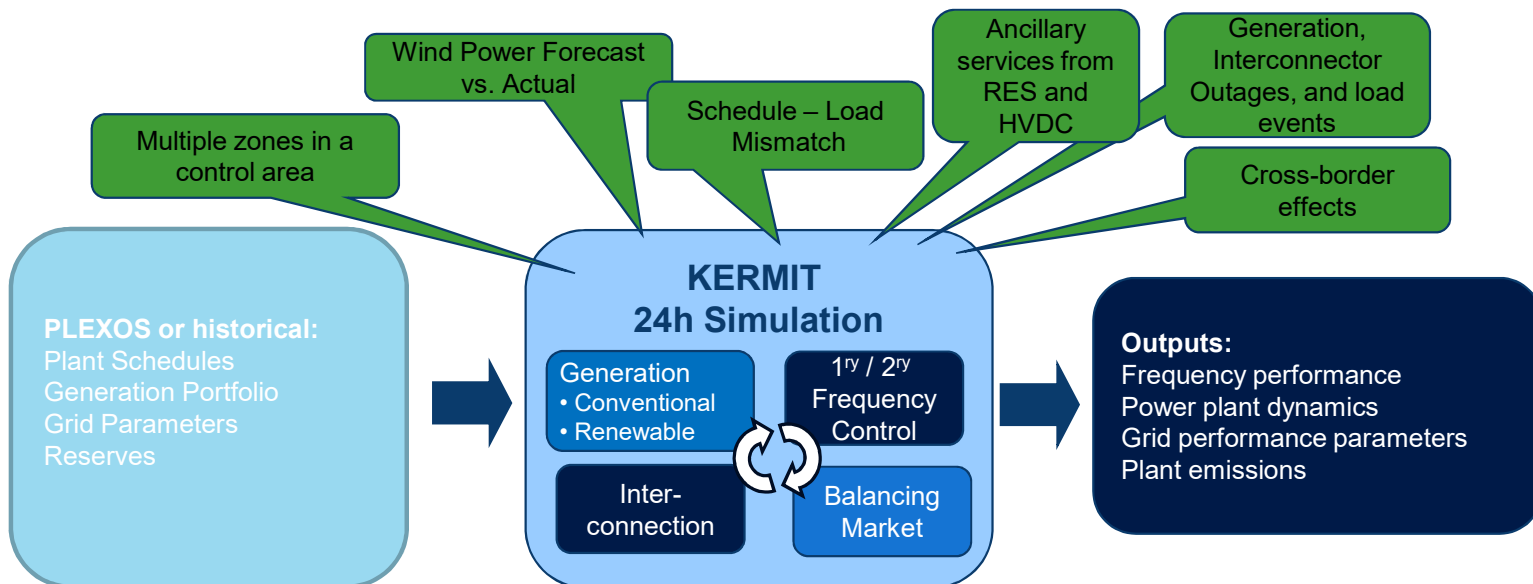 Wind Power Forecast
vs. Actual
Ancillary
services from
RES and
HVDC
Generation,
Interconnector
Outages, and load
events
Schedule – Load
Mismatch
Multiple zones in a
control area
Cross-border
effects
PLEXOS or historical:
Plant Schedules
Generation Portfolio
Grid Parameters
Reserves
KERMIT
24h Simulation
Generation
• Conventional
• Renewable
1ry / 2ry
Frequency
Control
Inter-
connection
Balancing
Market
Outputs:
Frequency performance
Power plant dynamics
Grid performance parameters
Plant emissions